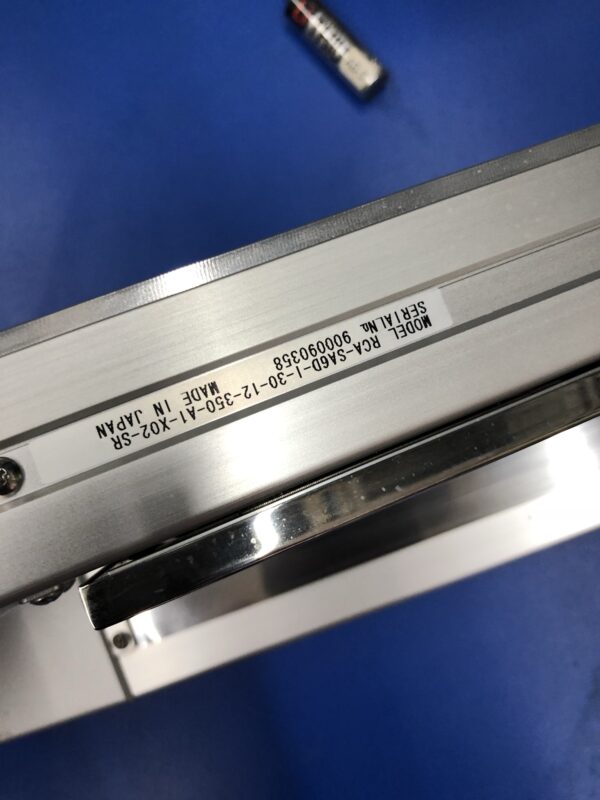 MODEL RCA-SA6D-I-30-12-350-A1-X02-SR
SERIAL No. 900090358 MADE IN JAPAN